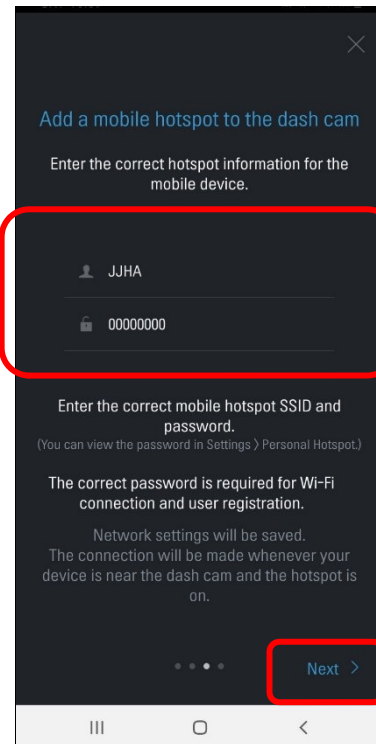 Add a mobile hotspot to the dash cam
Enter the correct hotspot information for the
mobile device.
JJHA
00000000
Enter the correct mobile hotspot SSID and
password.
(You can view the password in Settings > Personal Hotspot.)
The correct password is required for Wi-Fi
connection and user registration.
Network settings will be saved.
The connection will be made whenever your
device is near the dash cam and the hotspot is
on.
Next >